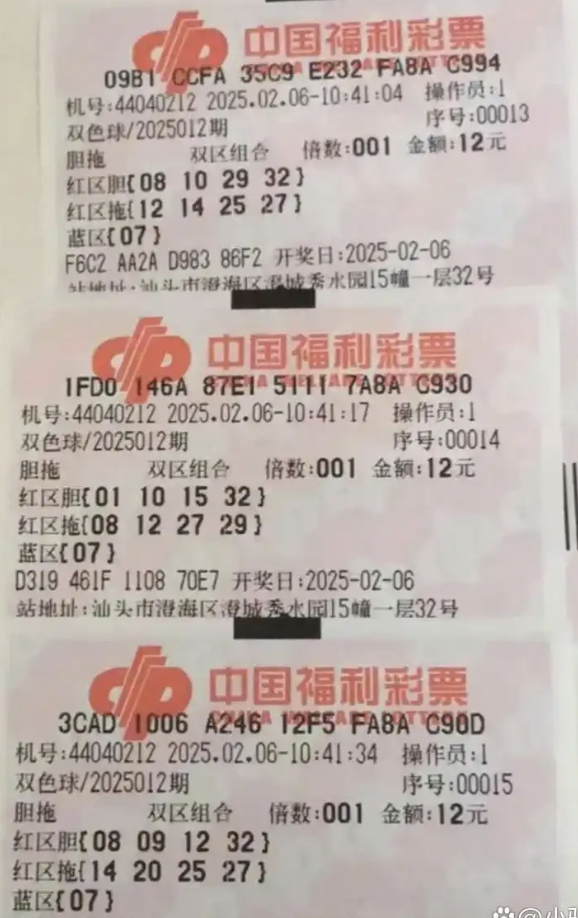 中国福利彩票
CHINA WELFARE LOTTERY
09B1 CCFA 35C9 E232 FA8A C994
机号:44040212 2025.02.06-10:41:04 操作员:1
双色球/2025012期 序号:00013
胆拖 双区组合 倍数:001 金额:12元
红区胆{08 10 29 32}
红区拖{12 14 25 27}
蓝区{07}
F6C2 AA2A D983 86F2 开奖日:2025-02-06
站地址:汕头市澄海区澄城秀水园15幢一层32号
中国福利彩票
CHINA WELFARE LOTTERY
1FD0 146A 87E1 5111 7A8A C930
机号:44040212 2025.02.06-10:41:17 操作员:1
双色球/2025012期 序号:00014
胆拖 双区组合 倍数:001 金额:12元
红区胆{01 10 15 32}
红区拖{08 12 27 29}
蓝区{07}
D319 461F 1108 70E7 开奖日:2025-02-06
站地址:汕头市澄海区澄城秀水园15幢一层32号
中国福利彩票
CHINA WELFARE LOTTERY
3CAD 1006 A246 12F5 FA8A C90D
机号:44040212 2025.02.06-10:41:34 操作员:1
双色球/2025012期 序号:00015
胆拖 双区组合 倍数:001 金额:12元
红区胆{08 09 12 32}
红区拖{14 20 25 27}
蓝区{07}